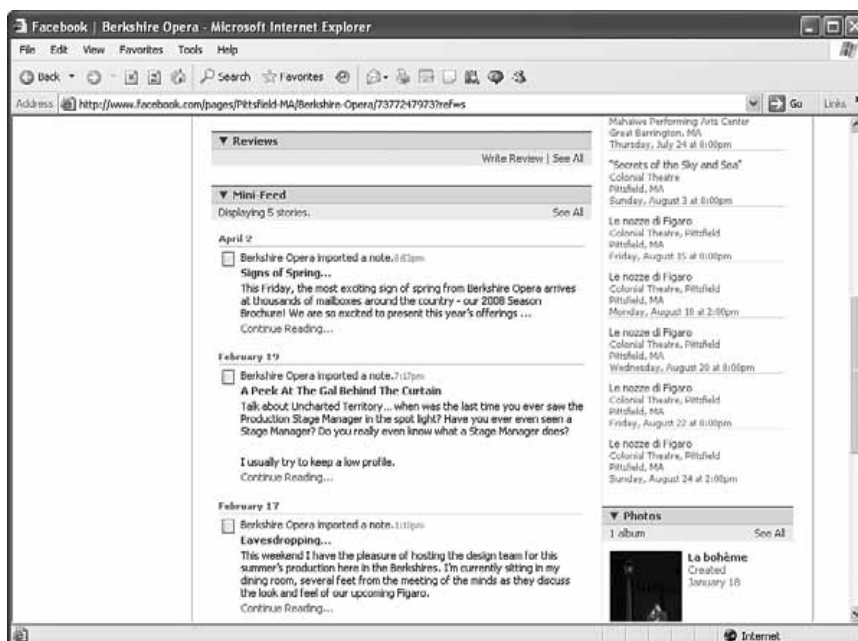 Facebook | Berkshire Opera - Microsoft Internet Explorer
File Edit View Favorites Tools Help
Back Search Favorites
Address http://www.facebook.com/pages/Pittsfield-MA/Berkshire-Opera/7377247973?ref=s Go Links
Reviews
Write Review | See All
Mini-Feed
Displaying 5 stories. See All
April 2
Berkshire Opera imported a note.
Signs of Spring...
This Friday, the most exciting sign of spring from Berkshire Opera arrives
at thousands of mailboxes around the country - our 2008 Season
Brochure! We are so excited to present this year's offerings ...
Continue Reading...
February 19
Berkshire Opera imported a note. 7:17pm
A Peek At The Gal Behind The Curtain
Talk about Uncharted Territory... when was the last time you ever saw the
Production Stage Manager in the spot light? Have you ever even seen a
Stage Manager? Do you really even know what a Stage Manager does?
I usually try to keep a low profile.
Continue Reading...
February 17
Berkshire Opera imported a note.
Eavesdropping...
This weekend I have the pleasure of hosting the design team for this
summer's production here in the Berkshires. I'm currently sitting in my
dining room, several feet from the meeting of the minds as they discuss
the look and feel of our upcoming Figaro.
Continue Reading...
Mahaiwe Performing Arts Center
Great Barrington, MA
Thursday, July 24 at 8:00pm
"Secrets of the Sky and Sea"
Colonial Theatre
Pittsfield, MA
Sunday, August 3 at 8:00pm
Le nozze di Figaro
Colonial Theatre, Pittsfield
Pittsfield, MA
Friday, August 15 at 8:00pm
Le nozze di Figaro
Colonial Theatre, Pittsfield
Pittsfield, MA
Monday, August 18 at 2:00pm
Le nozze di Figaro
Colonial Theatre, Pittsfield
Pittsfield, MA
Wednesday, August 20 at 8:00pm
Le nozze di Figaro
Colonial Theatre, Pittsfield
Pittsfield, MA
Friday, August 22 at 8:00pm
Le nozze di Figaro
Colonial Theatre, Pittsfield
Pittsfield, MA
Sunday, August 24 at 2:00pm
Photos
1 album See All
La bohème
Created
January 18
Internet